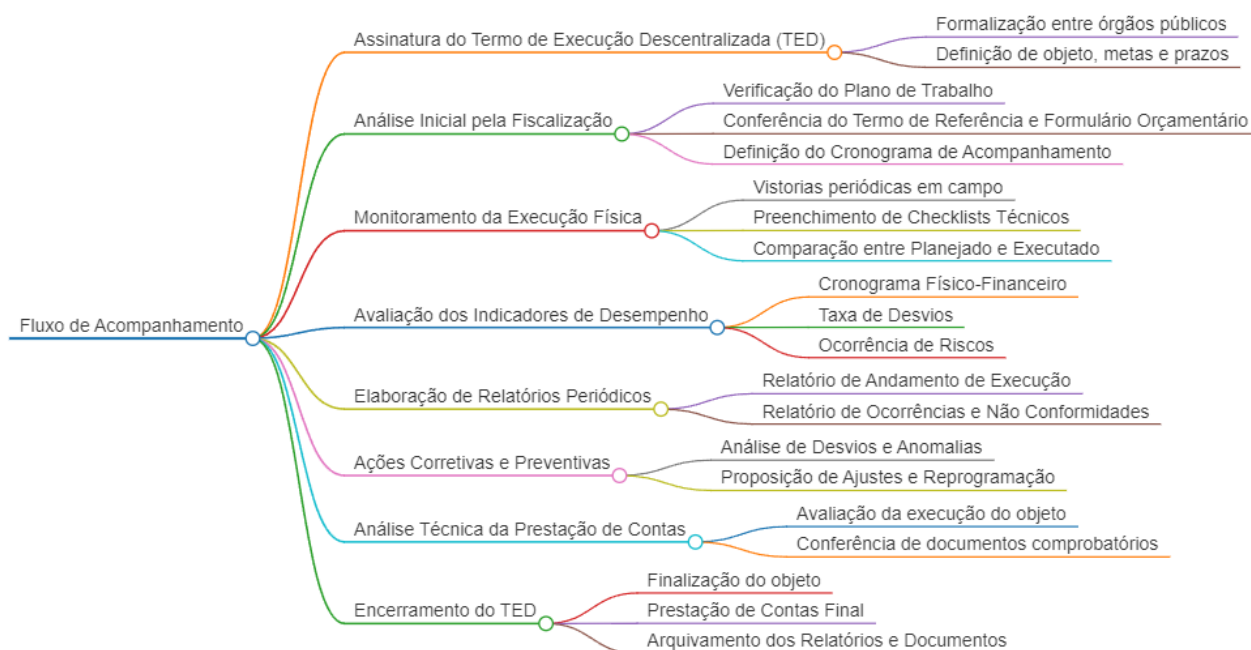 Fluxo de Acompanhamento
Assinatura do Termo de Execução Descentralizada (TED)
Formalização entre órgãos públicos
Definição de objeto, metas e prazos
Análise Inicial pela Fiscalização
Verificação do Plano de Trabalho
Conferência do Termo de Referência e Formulário Orçamentário
Definição do Cronograma de Acompanhamento
Monitoramento da Execução Física
Vistorias periódicas em campo
Preenchimento de Checklists Técnicos
Comparação entre Planejado e Executado
Avaliação dos Indicadores de Desempenho
Cronograma Físico-Financeiro
Taxa de Desvios
Ocorrência de Riscos
Elaboração de Relatórios Periódicos
Relatório de Andamento de Execução
Relatório de Ocorrências e Não Conformidades
Ações Corretivas e Preventivas
Análise de Desvios e Anomalias
Proposição de Ajustes e Reprogramação
Análise Técnica da Prestação de Contas
Avaliação da execução do objeto
Conferência de documentos comprobatórios
Encerramento do TED
Finalização do objeto
Prestação de Contas Final
Arquivamento dos Relatórios e Documentos